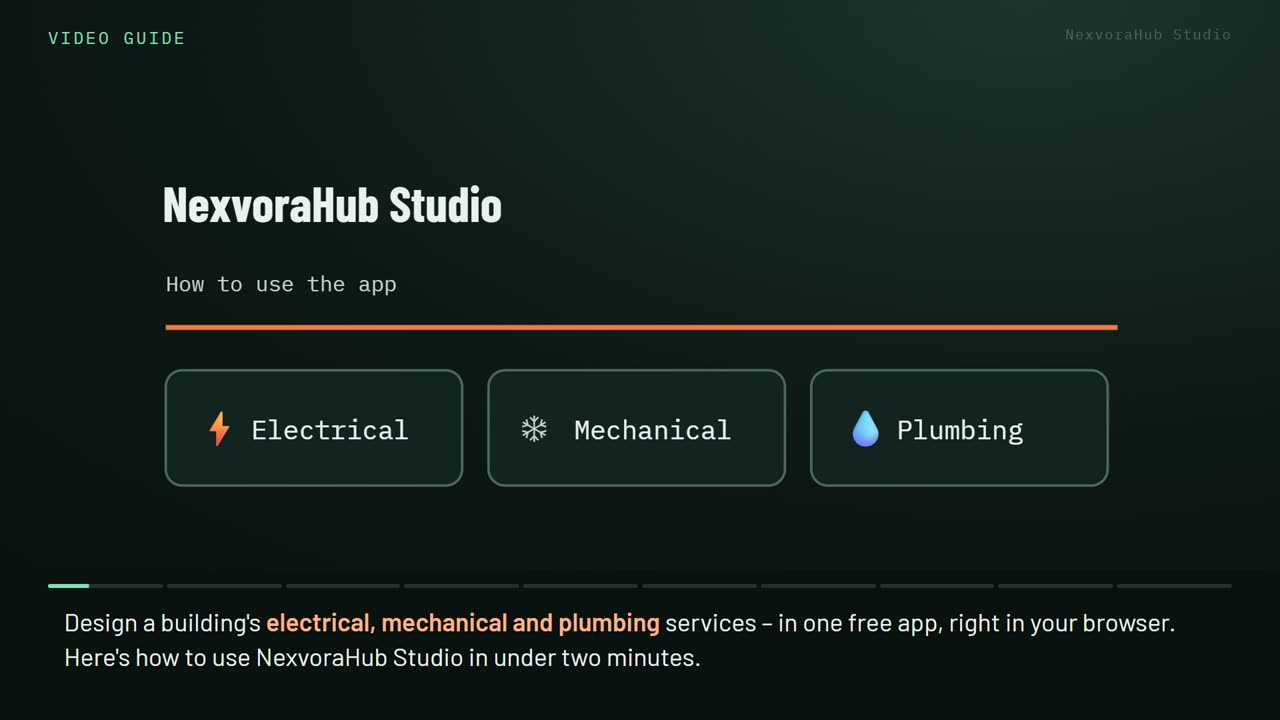 VIDEO GUIDE
NexvoraHub Studio
NexvoraHub Studio
How to use the app
Electrical
Mechanical
Plumbing
Design a building's electrical, mechanical and plumbing services – in one free app, right in your browser.
Here's how to use NexvoraHub Studio in under two minutes.